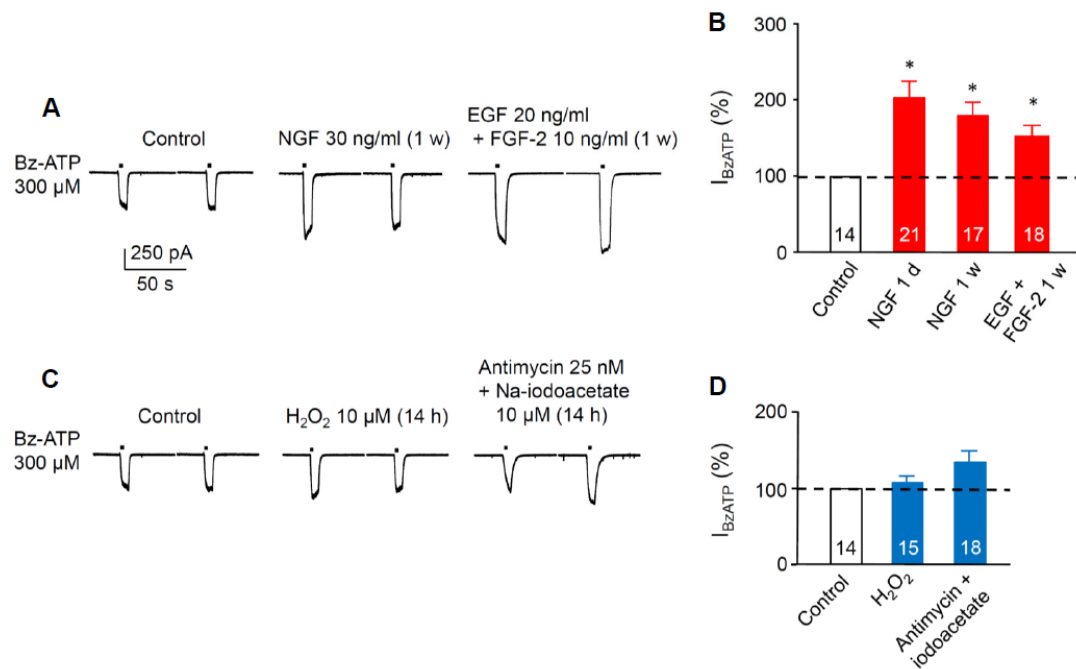 A
Control
NGF 30 ng/ml (1 w)
EGF 20 ng/ml
+ FGF-2 10 ng/ml (1 w)
Bz-ATP
300 µM
250 pA
50 s
B
300
200
100
0
I_BzATP (%)
*
*
*
14
21
17
18
Control
NGF 1 d
NGF 1 w
EGF +
FGF-2 1 w
C
Control
H₂O₂ 10 µM (14 h)
Antimycin 25 nM
+ Na-iodoacetate
10 µM (14 h)
Bz-ATP
300 µM
D
200
100
0
I_BzATP (%)
14
15
18
Control
H₂O₂
Antimycin +
iodoacetate